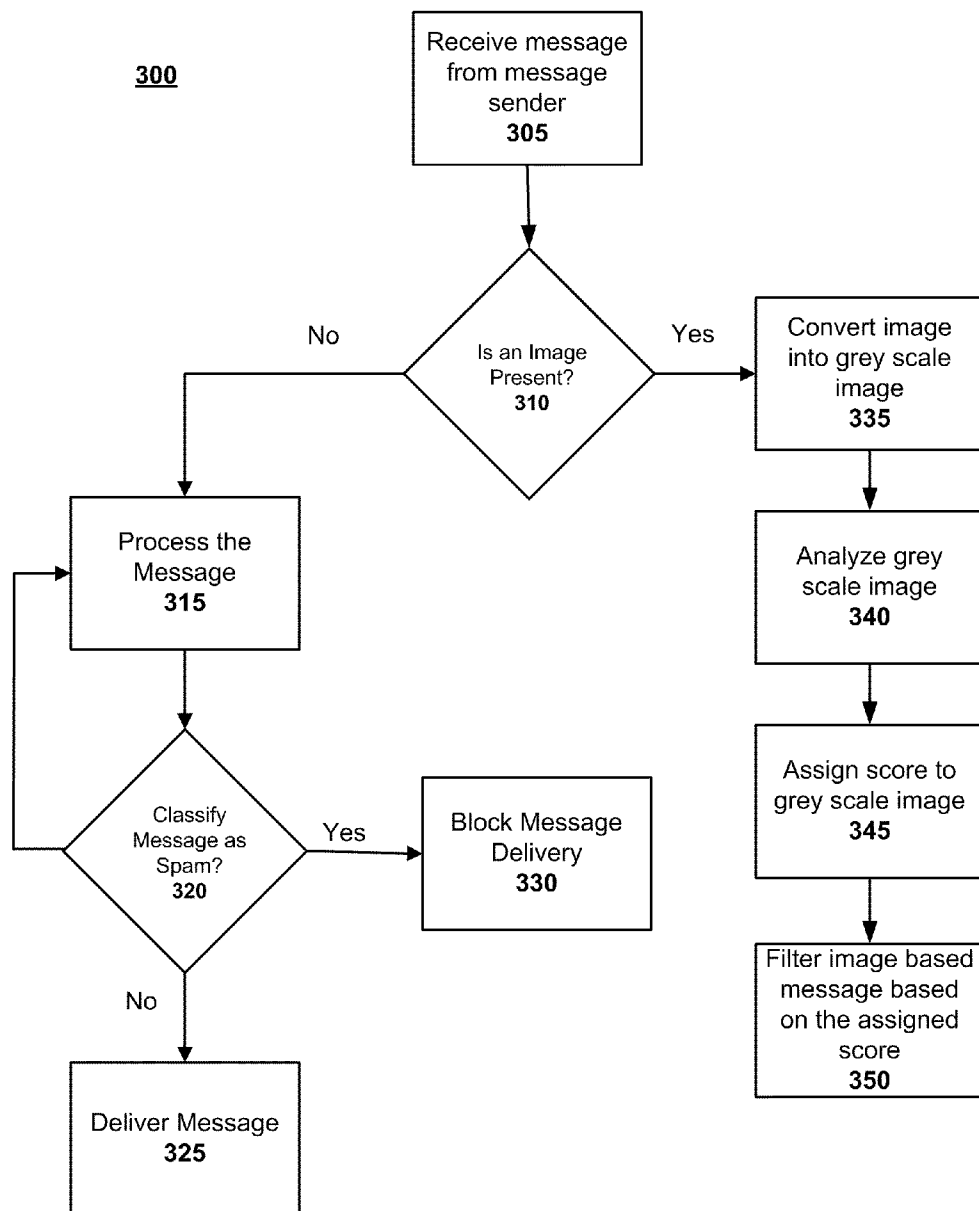 300
Receive message
from message
sender
305
Is an Image
Present?
310
No
Yes
Convert image
into grey scale
image
335
Process the
Message
315
Analyze grey
scale image
340
Classify
Message as
Spam?
320
Yes
No
Block Message
Delivery
330
Assign score to
grey scale image
345
Deliver Message
325
Filter image based
message based
on the assigned
score
350